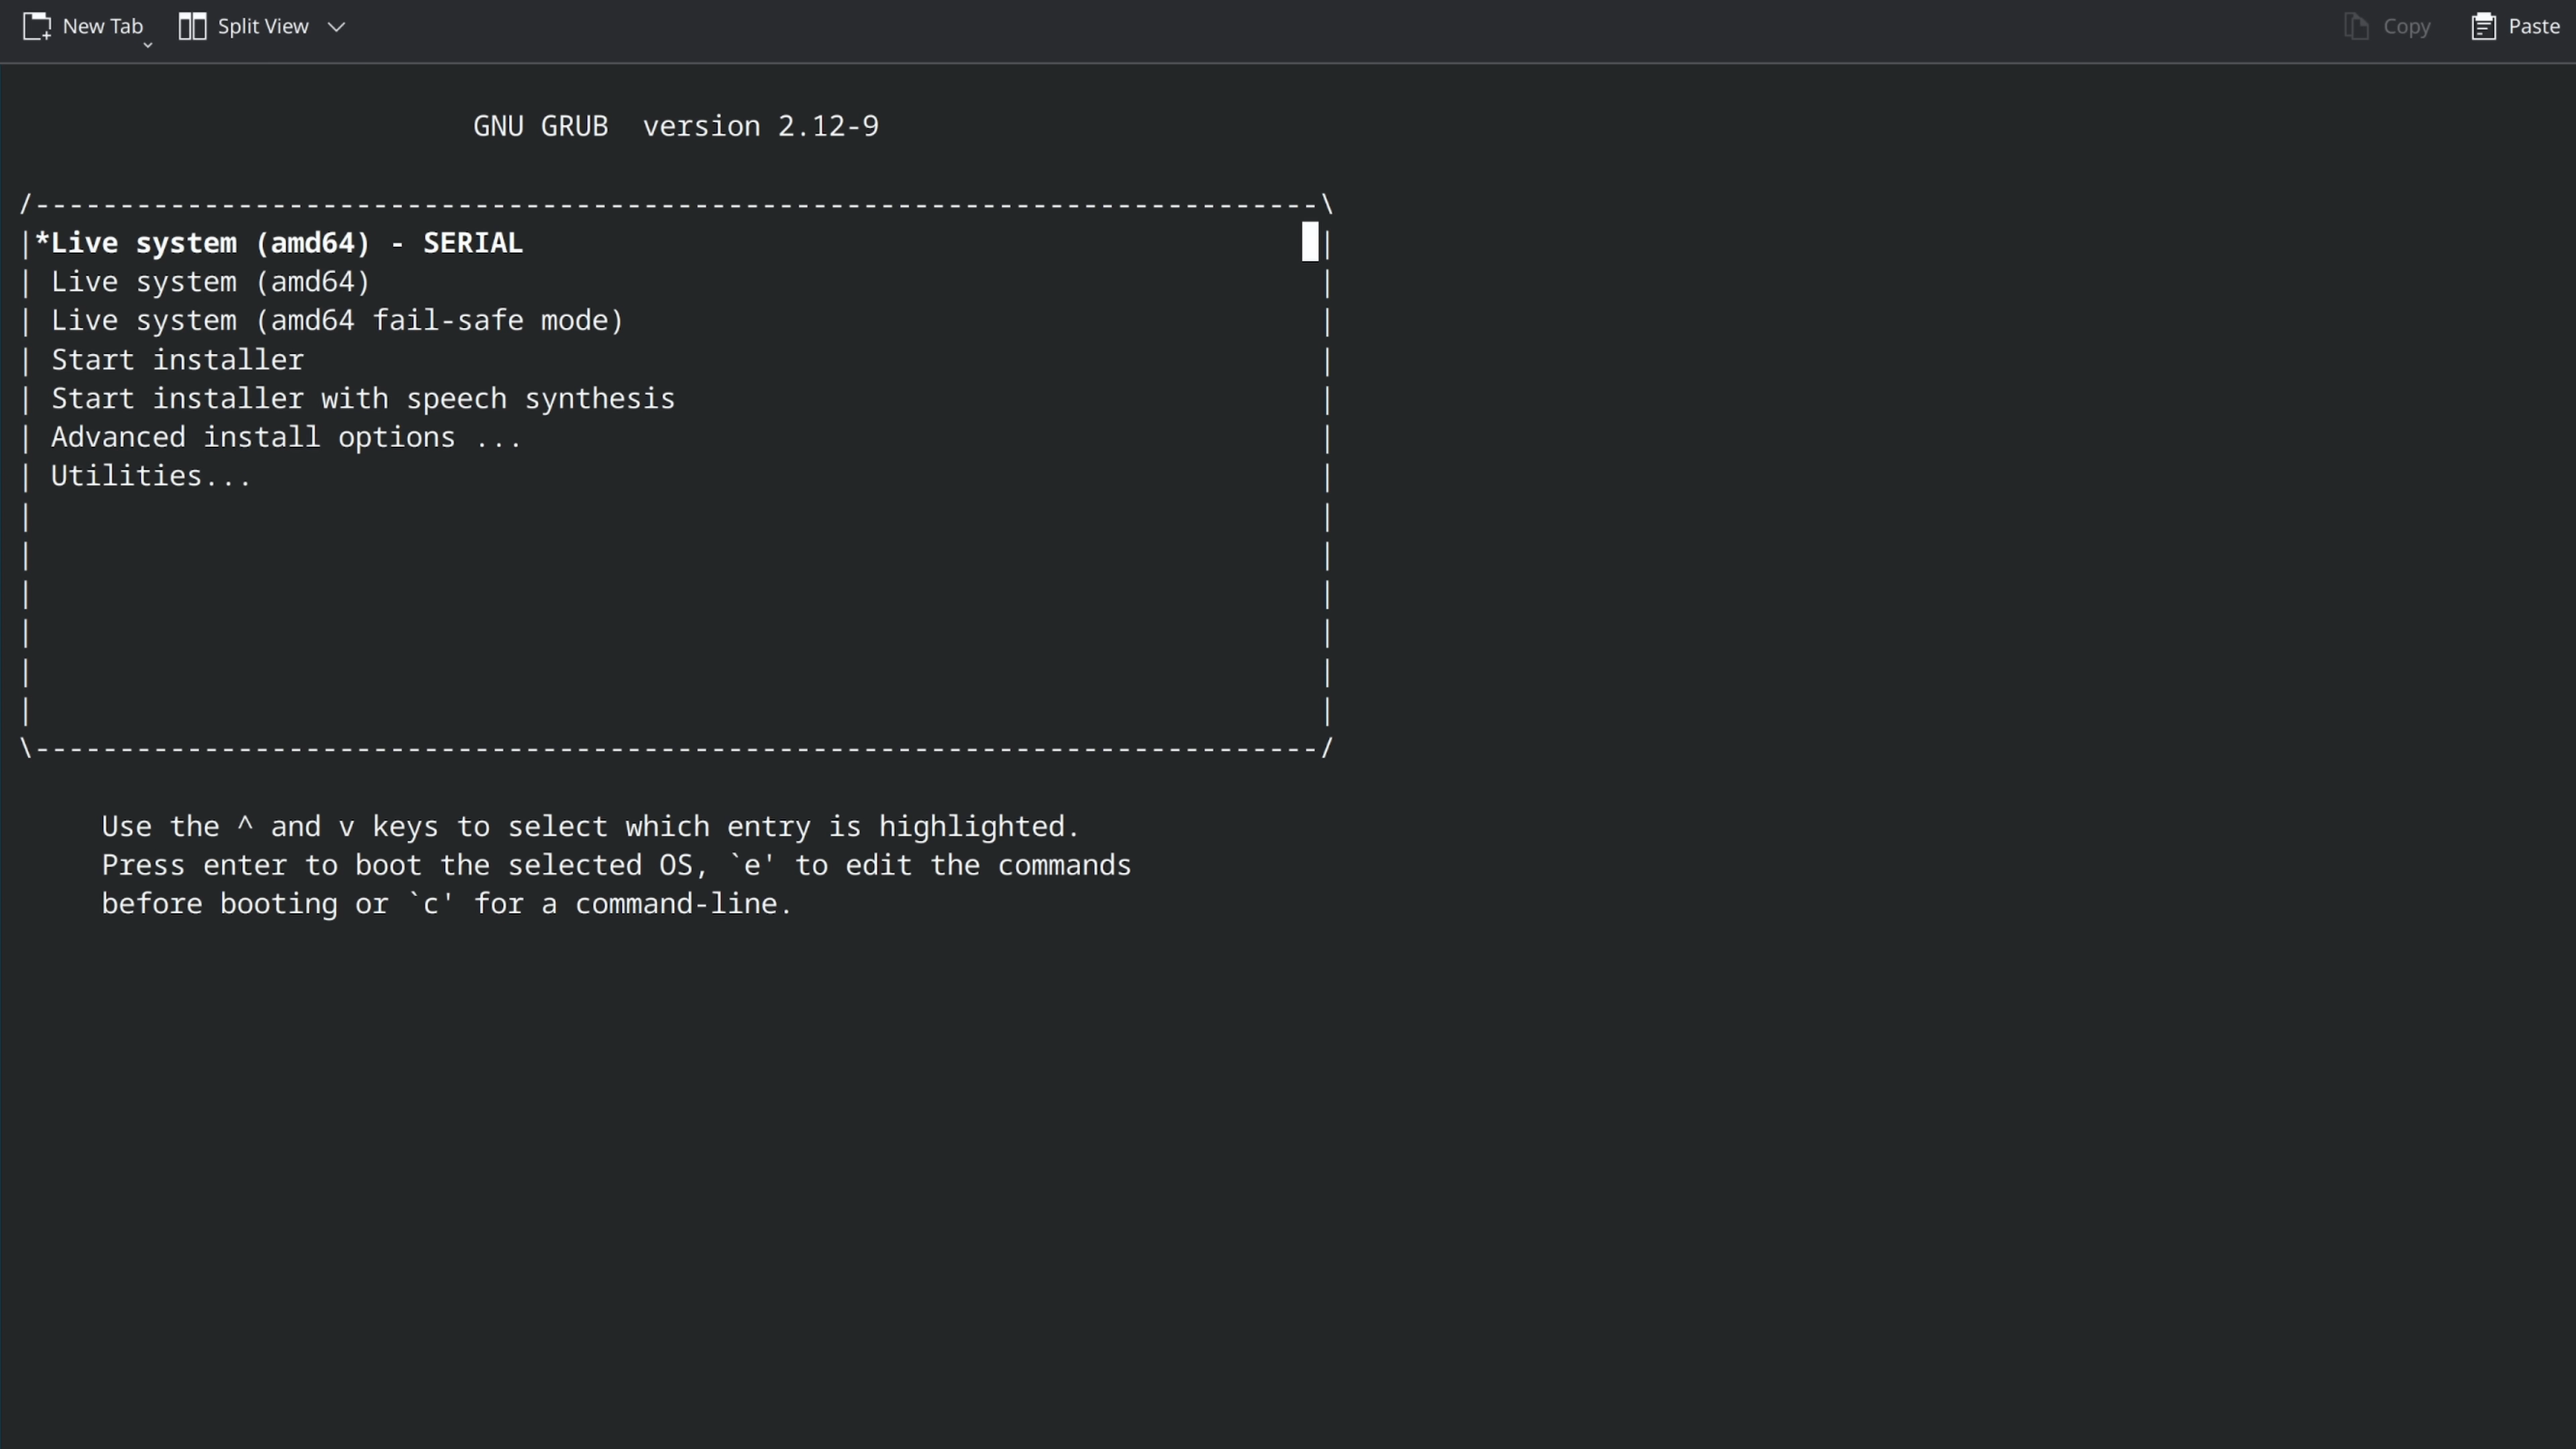 New Tab Split View Copy Paste
GNU GRUB  version 2.12-9
/----------------------------------------------------------------------------\
|*Live system (amd64) - SERIAL                                               |
| Live system (amd64)                                                        |
| Live system (amd64 fail-safe mode)                                         |
| Start installer                                                            |
| Start installer with speech synthesis                                      |
| Advanced install options ...                                               |
| Utilities...                                                               |
|                                                                            |
|                                                                            |
|                                                                            |
|                                                                            |
|                                                                            |
|                                                                            |
\----------------------------------------------------------------------------/
Use the ^ and v keys to select which entry is highlighted.
Press enter to boot the selected OS, `e' to edit the commands
before booting or `c' for a command-line.